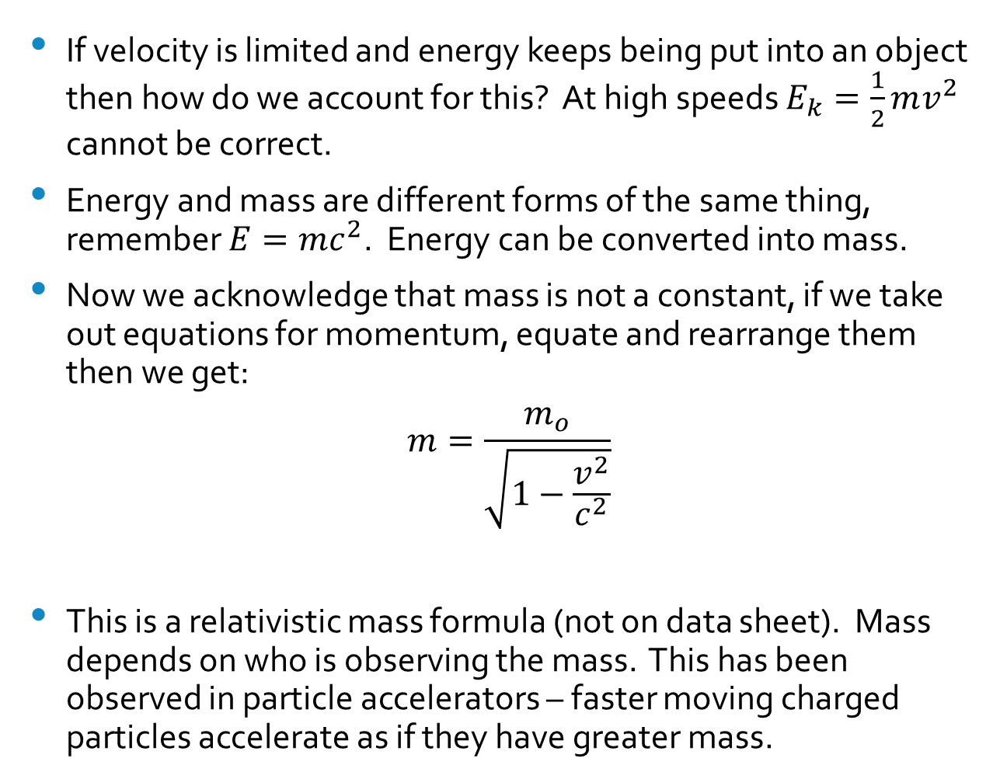 • If velocity is limited and energy keeps being put into an object
then how do we account for this?  At high speeds $E_k = \frac{1}{2}mv^2$
cannot be correct.
• Energy and mass are different forms of the same thing,
remember $E = mc^2$.  Energy can be converted into mass.
• Now we acknowledge that mass is not a constant, if we take
out equations for momentum, equate and rearrange them
then we get:
$m = \frac{m_o}{\sqrt{1 - \frac{v^2}{c^2}}}$
• This is a relativistic mass formula (not on data sheet).  Mass
depends on who is observing the mass.  This has been
observed in particle accelerators – faster moving charged
particles accelerate as if they have greater mass.